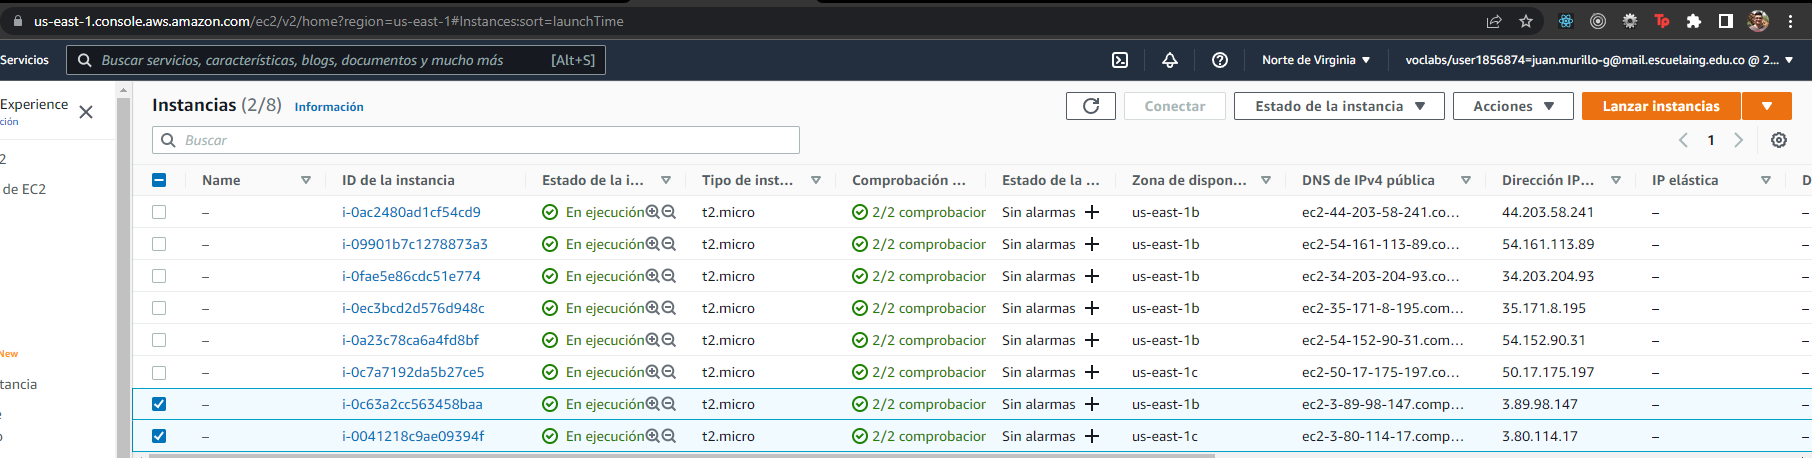 us-east-1.console.aws.amazon.com/ec2/v2/home?region=us-east-1#Instances:sort=launchTime
Servicios Buscar servicios, características, blogs, documentos y mucho más [Alt+S] Norte de Virginia voclabs/user1856874=juan.murillo-g@mail.escuelaing.edu.co @ 2...
Experience
ción
2
de EC2
New
tancia
Instancias (2/8) Información Conectar Estado de la instancia Acciones Lanzar instancias
Buscar 1
Name ID de la instancia Estado de la i... Tipo de inst... Comprobación ... Estado de la ... Zona de dispon... DNS de IPv4 pública Dirección IP... IP elástica D
– i-0ac2480ad1cf54cd9 En ejecución t2.micro 2/2 comprobacior Sin alarmas + us-east-1b ec2-44-203-58-241.co... 44.203.58.241 – –
– i-09901b7c1278873a3 En ejecución t2.micro 2/2 comprobacior Sin alarmas + us-east-1b ec2-54-161-113-89.co... 54.161.113.89 – –
– i-0fae5e86cdc51e774 En ejecución t2.micro 2/2 comprobacior Sin alarmas + us-east-1b ec2-34-203-204-93.co... 34.203.204.93 – –
– i-0ec3bcd2d576d948c En ejecución t2.micro 2/2 comprobacior Sin alarmas + us-east-1b ec2-35-171-8-195.com... 35.171.8.195 – –
– i-0a23c78ca6a4fd8bf En ejecución t2.micro 2/2 comprobacior Sin alarmas + us-east-1b ec2-54-152-90-31.com... 54.152.90.31 – –
– i-0c7a7192da5b27ce5 En ejecución t2.micro 2/2 comprobacior Sin alarmas + us-east-1c ec2-50-17-175-197.co... 50.17.175.197 – –
– i-0c63a2cc563458baa En ejecución t2.micro 2/2 comprobacior Sin alarmas + us-east-1b ec2-3-89-98-147.comp... 3.89.98.147 – –
– i-0041218c9ae09394f En ejecución t2.micro 2/2 comprobacior Sin alarmas + us-east-1c ec2-3-80-114-17.comp... 3.80.114.17 – –